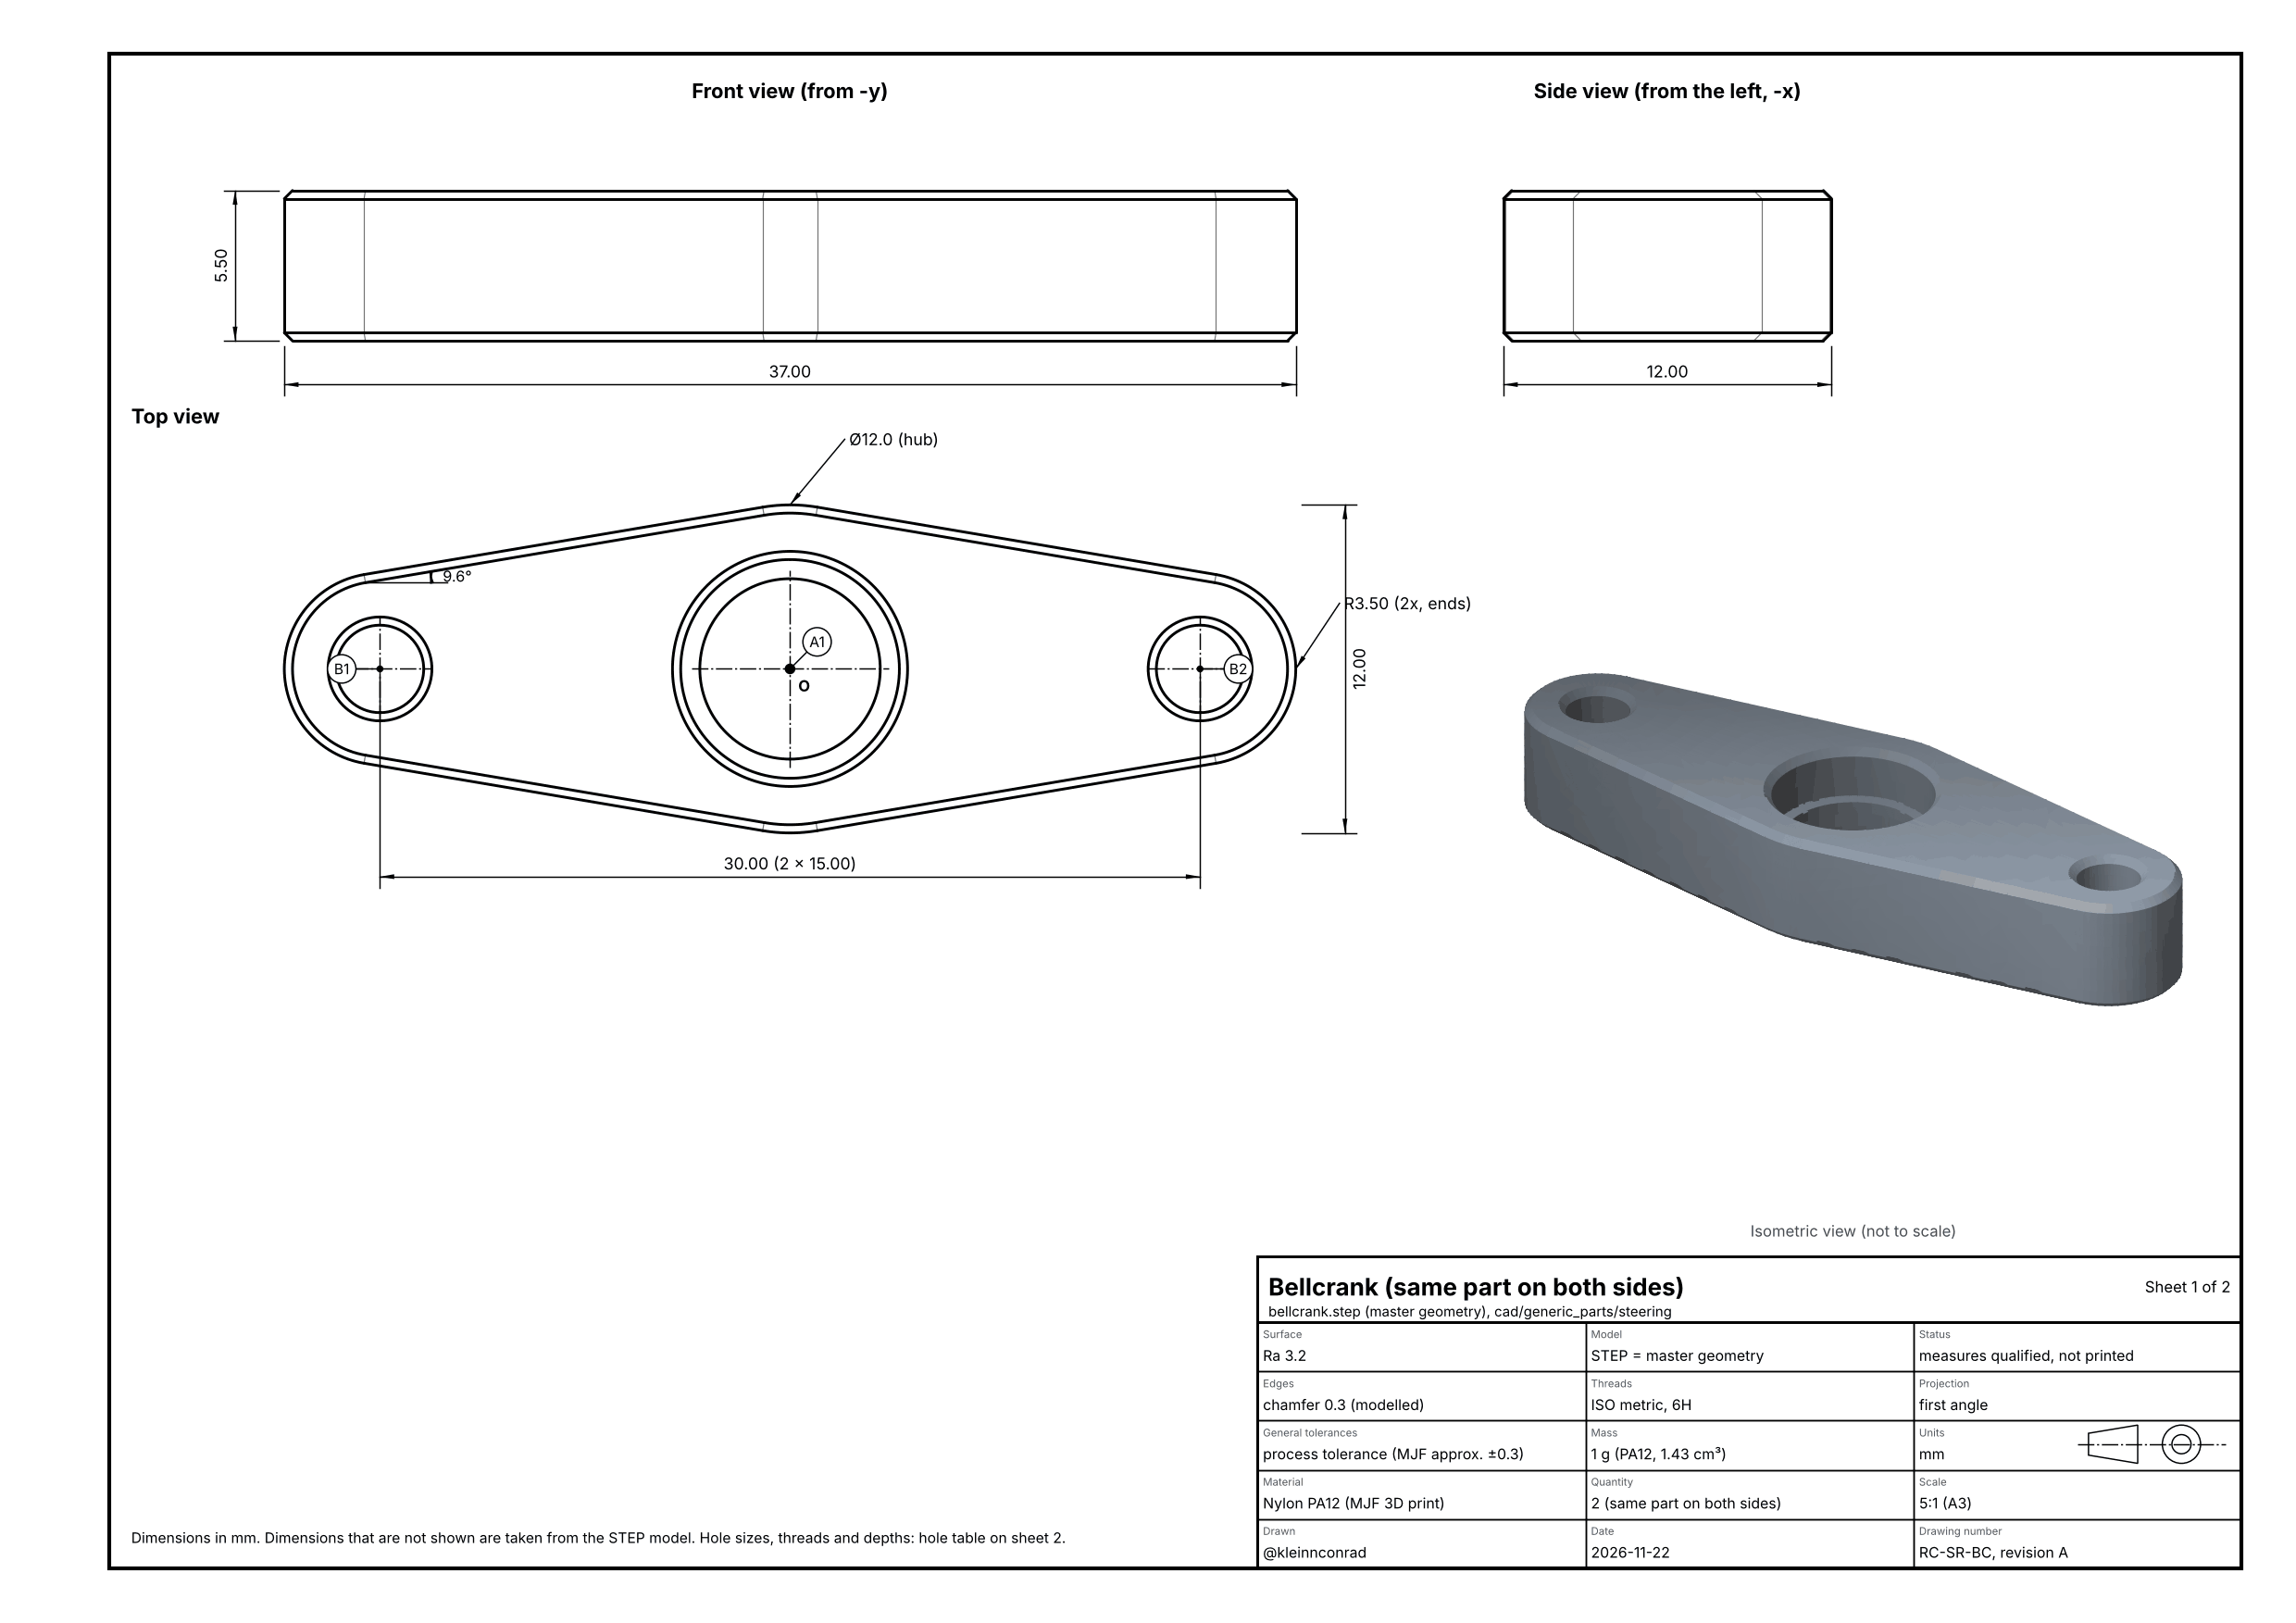 Front view (from -y)
Side view (from the left, -x)
5.50
37.00
12.00
Top view
Ø12.0 (hub)
9.6°
R3.50 (2x, ends)
A1
B1
B2
O
12.00
30.00 (2 × 15.00)
Isometric view (not to scale)
Bellcrank (same part on both sides)
Sheet 1 of 2
bellcrank.step (master geometry), cad/generic_parts/steering
Surface
Ra 3.2
Model
STEP = master geometry
Status
measures qualified, not printed
Edges
chamfer 0.3 (modelled)
Threads
ISO metric, 6H
Projection
first angle
General tolerances
process tolerance (MJF approx. ±0.3)
Mass
1 g (PA12, 1.43 cm³)
Units
mm
Material
Nylon PA12 (MJF 3D print)
Quantity
2 (same part on both sides)
Scale
5:1 (A3)
Drawn
@kleinnconrad
Date
2026-11-22
Drawing number
RC-SR-BC, revision A
Dimensions in mm. Dimensions that are not shown are taken from the STEP model. Hole sizes, threads and depths: hole table on sheet 2.